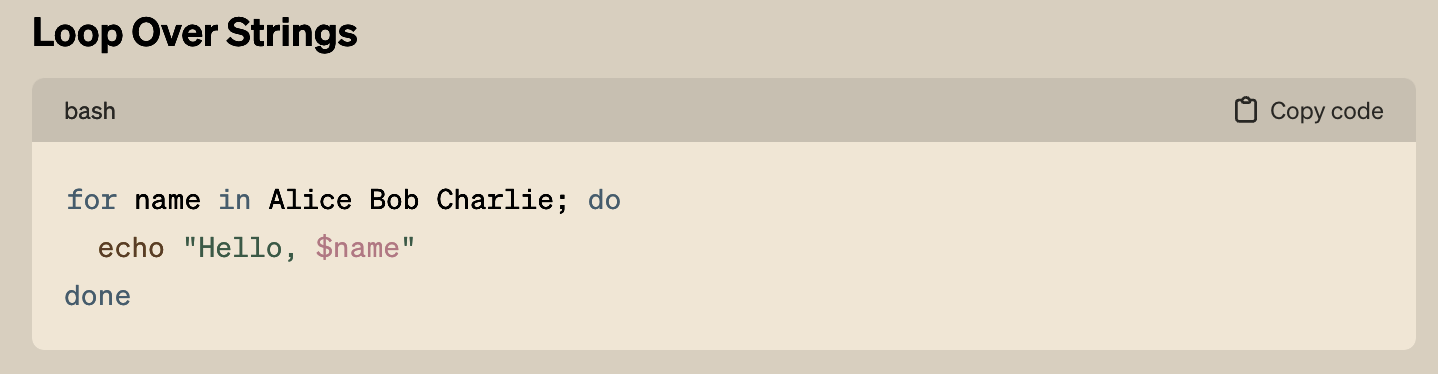 Loop Over Strings
bash Copy code
for name in Alice Bob Charlie; do
  echo "Hello, $name"
done